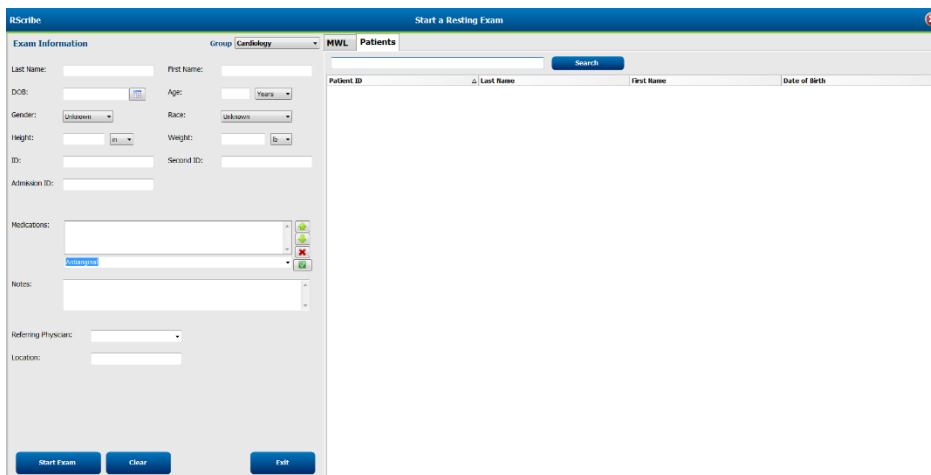 RScribe Start a Resting Exam
Exam Information Group Cardiology
MWL Patients
Search
Patient ID Last Name First Name Date of Birth
Last Name: First Name:
DOB: Age: Years
Gender: Unknown Race: Unknown
Height: in Weight: lb
ID: Second ID:
Admission ID:
Medications:
Antianginal
Notes:
Referring Physician:
Location:
Start Exam Clear Exit